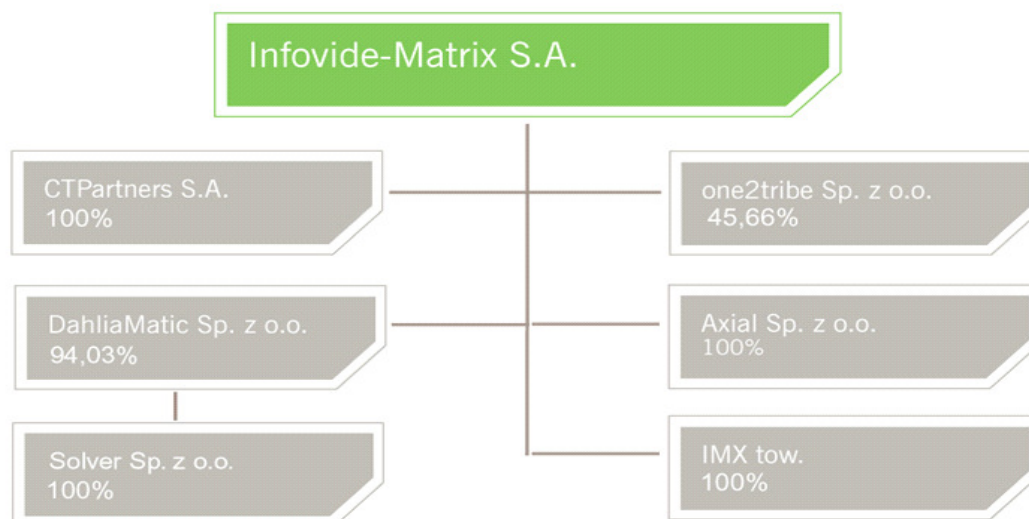 Infovide-Matrix S.A.
CTPartners S.A.
100%
one2tribe Sp. z o.o.
45,66%
DahliaMatic Sp. z o.o.
94,03%
Axial Sp. z o.o.
100%
Solver Sp. z o.o.
100%
IMX tow.
100%